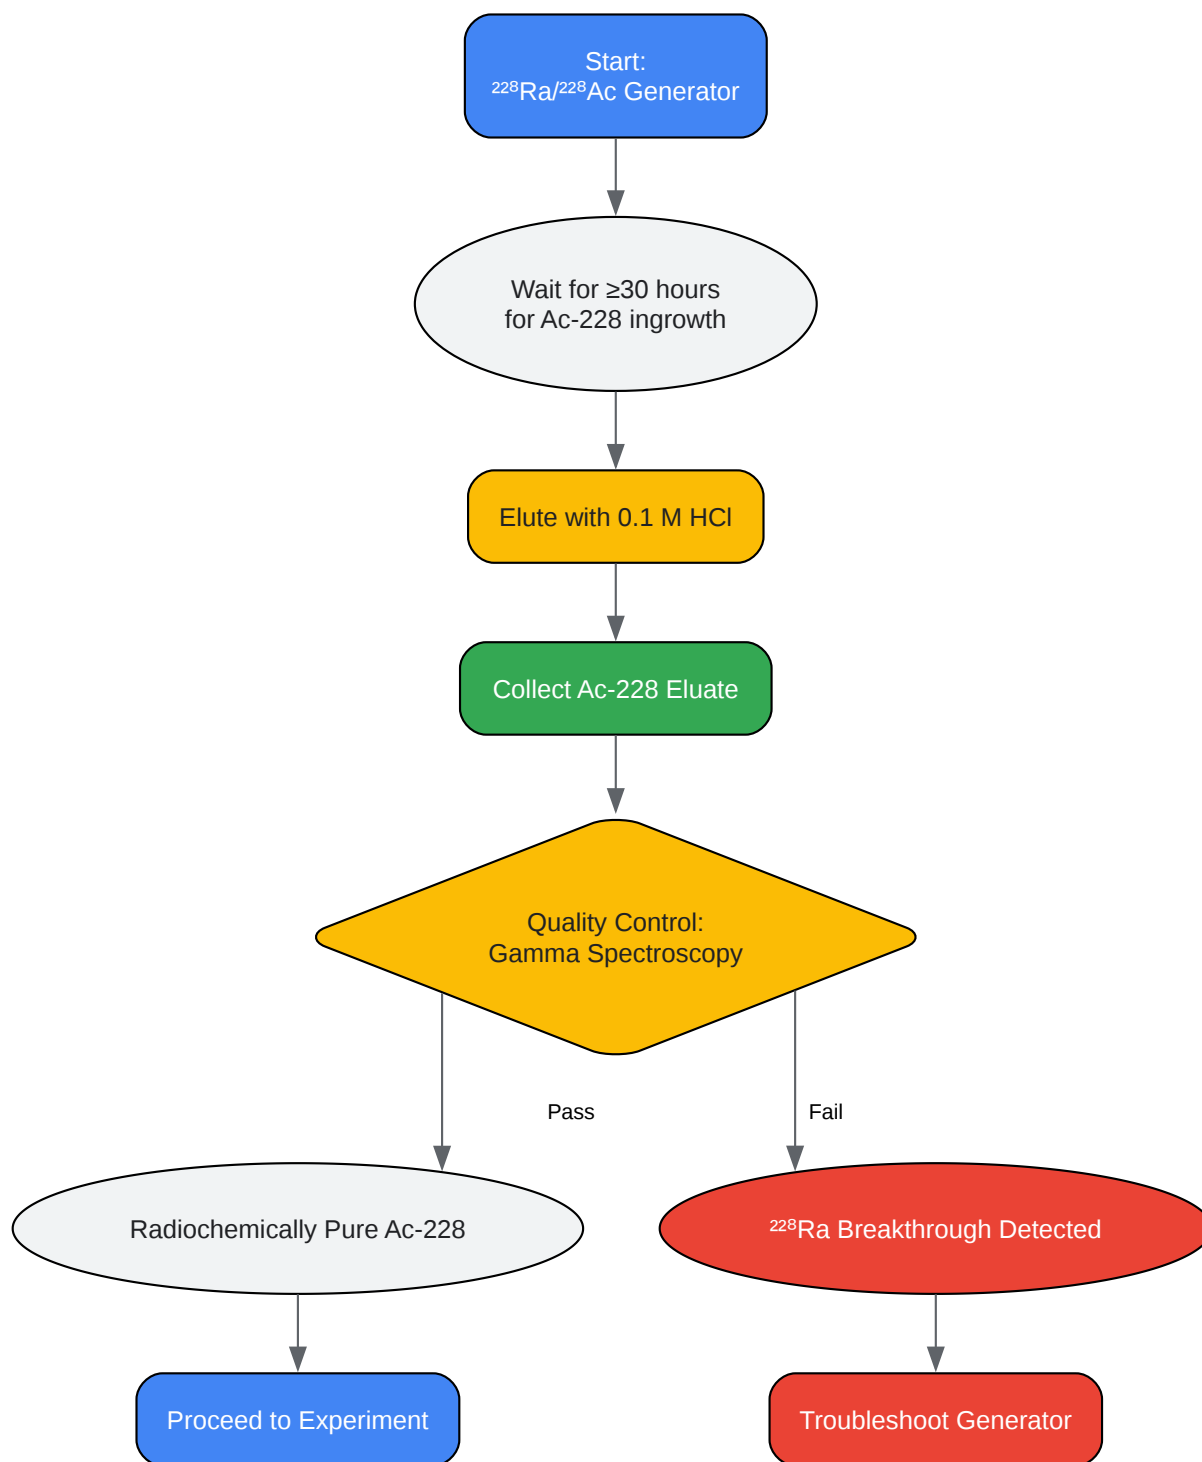 Start:
²²⁸Ra/²²⁸Ac Generator
Wait for ≥30 hours
for Ac-228 ingrowth
Elute with 0.1 M HCl
Collect Ac-228 Eluate
Quality Control:
Gamma Spectroscopy
Pass
Fail
Radiochemically Pure Ac-228
²²⁸Ra Breakthrough Detected
Proceed to Experiment
Troubleshoot Generator